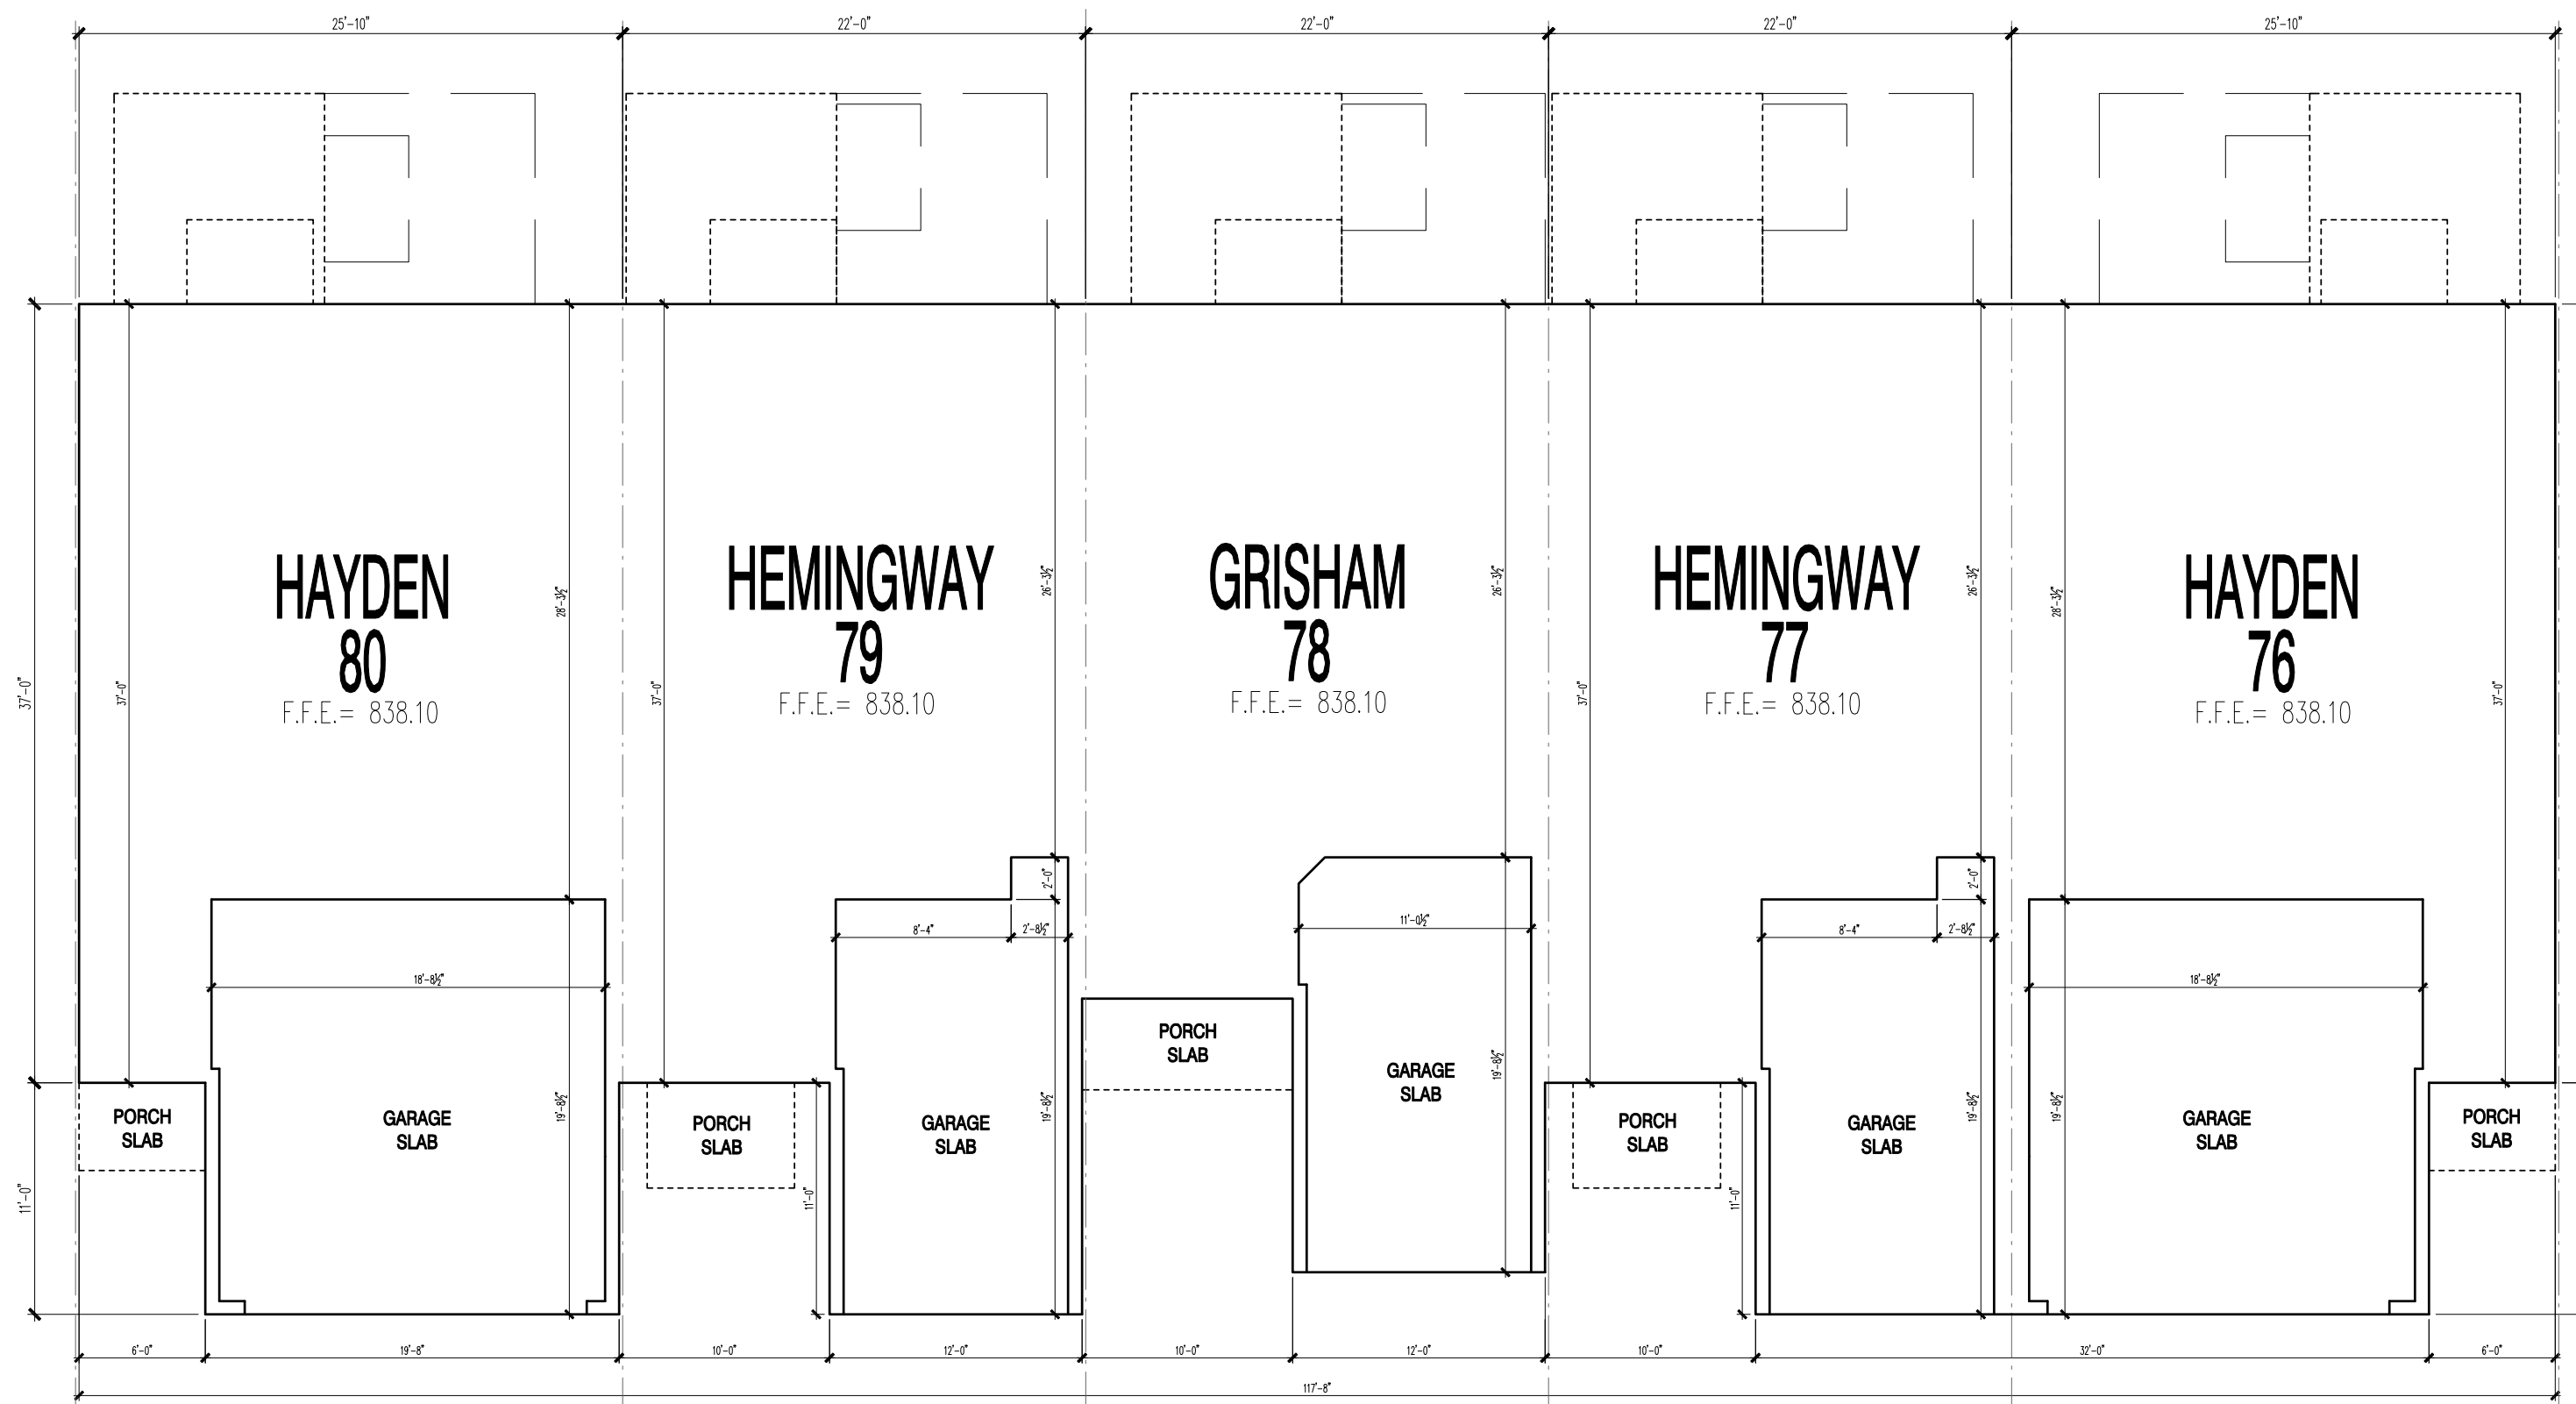 25'-10"
22'-0"
22'-0"
22'-0"
25'-10"
HAYDEN
80
F.F.E.= 838.10
HEMINGWAY
79
F.F.E.= 838.10
GRISHAM
78
F.F.E.= 838.10
HEMINGWAY
77
F.F.E.= 838.10
HAYDEN
76
F.F.E.= 838.10
37'-0"
37'-0"
28'-3½"
37'-0"
26'-3½"
26'-3½"
37'-0"
26'-3½"
28'-3½"
37'-0"
2'-0"
2'-0"
8'-4"
2'-8½"
11'-0½"
8'-4"
2'-8½"
18'-8½"
18'-8½"
PORCH
SLAB
GARAGE
SLAB
PORCH
SLAB
GARAGE
SLAB
PORCH
SLAB
GARAGE
SLAB
PORCH
SLAB
GARAGE
SLAB
GARAGE
SLAB
PORCH
SLAB
11'-0"
19'-8½"
11'-0"
19'-8½"
19'-8½"
11'-0"
19'-8½"
19'-8½"
6'-0"
19'-8"
10'-0"
12'-0"
10'-0"
12'-0"
10'-0"
32'-0"
6'-0"
117'-8"